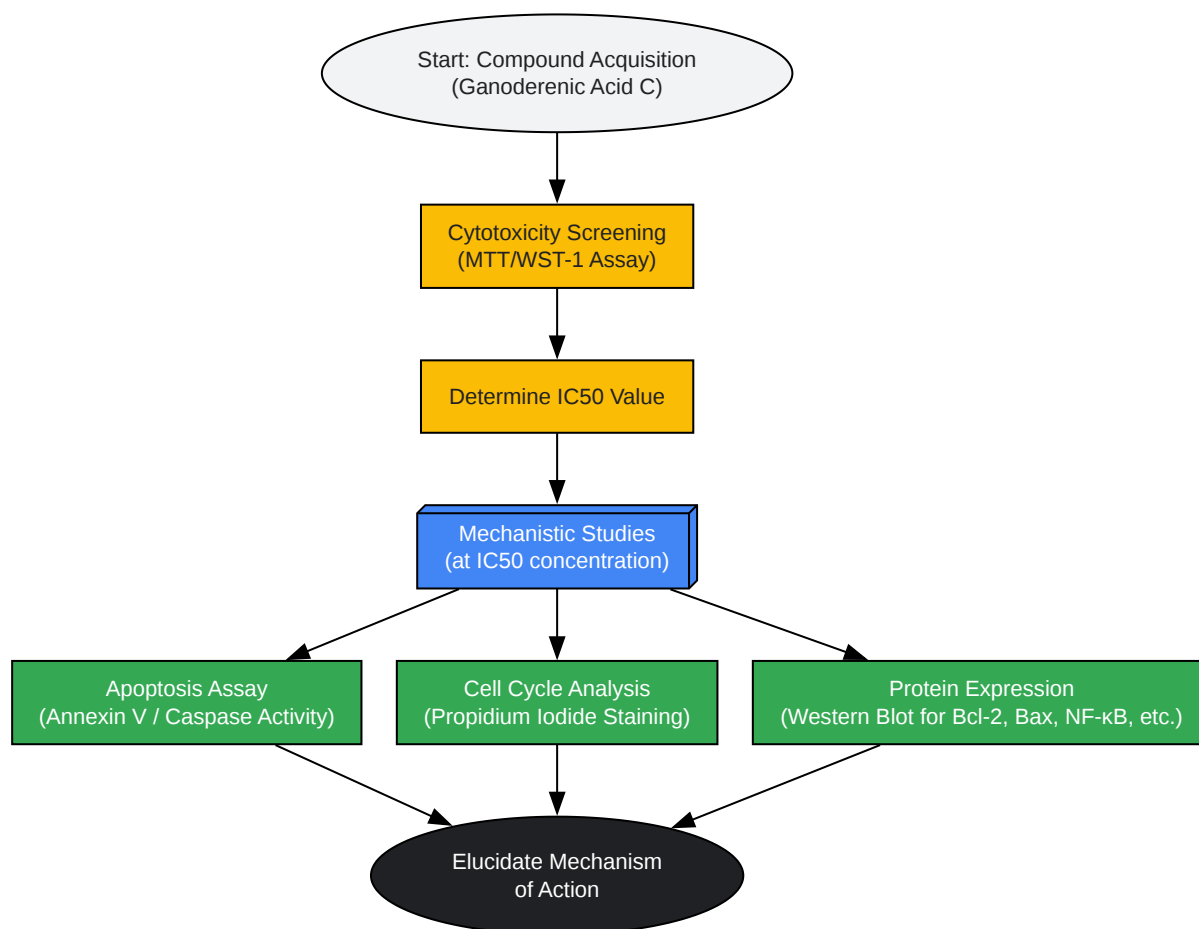 Start: Compound Acquisition
(Ganoderenic Acid C)
Cytotoxicity Screening
(MTT/WST-1 Assay)
Determine IC50 Value
Mechanistic Studies
(at IC50 concentration)
Apoptosis Assay
(Annexin V / Caspase Activity)
Cell Cycle Analysis
(Propidium Iodide Staining)
Protein Expression
(Western Blot for Bcl-2, Bax, NF-κB, etc.)
Elucidate Mechanism
of Action